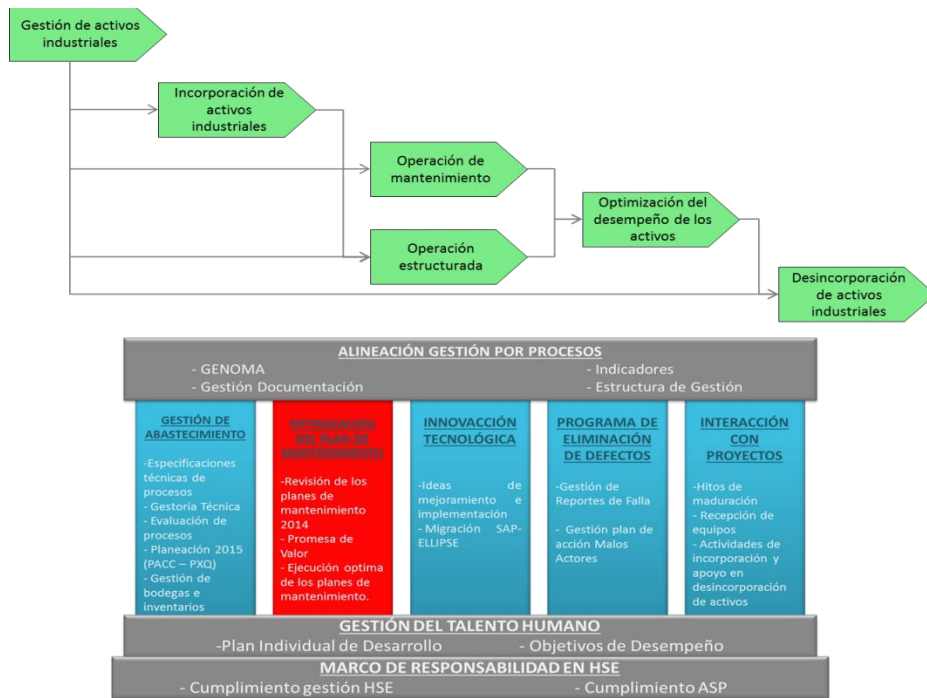 Gestión de activos
industriales
Incorporación de
activos
industriales
Operación de
mantenimiento
Optimización del
desempeño de los
activos
Operación
estructurada
Desincorporación
de activos
industriales
ALINEACIÓN GESTIÓN POR PROCESOS
- GENOMA
- Gestión Documentación
- Indicadores
- Estructura de Gestión
GESTIÓN DE
ABASTECIMIENTO
-Especificaciones
técnicas de
procesos
- Gestoría Técnica
- Evaluación de
procesos
- Planeación 2015
(PACC – PXQ)
- Gestión de
bodegas e
inventarios
OPTIMIZACIÓN
DEL PLAN DE
MANTENIMIENTO
-Revisión de los
planes de
mantenimiento
2014
- Promesa de
Valor
- Ejecución optima
de los planes de
mantenimiento.
INNOVACCIÓN
TECNOLÓGICA
-Ideas de
mejoramiento e
implementación
- Migración SAP-
ELLIPSE
PROGRAMA DE
ELIMINACIÓN
DE DEFECTOS
-Gestión de
Reportes de Falla
- Gestión plan de
acción Malos
Actores
INTERACCIÓN
CON
PROYECTOS
-Hitos de
maduración
- Recepción de
equipos
- Actividades de
incorporación y
apoyo en
desincorporación
de activos
GESTIÓN DEL TALENTO HUMANO
-Plan Individual de Desarrollo
- Objetivos de Desempeño
MARCO DE RESPONSABILIDAD EN HSE
- Cumplimiento gestión HSE
- Cumplimiento ASP